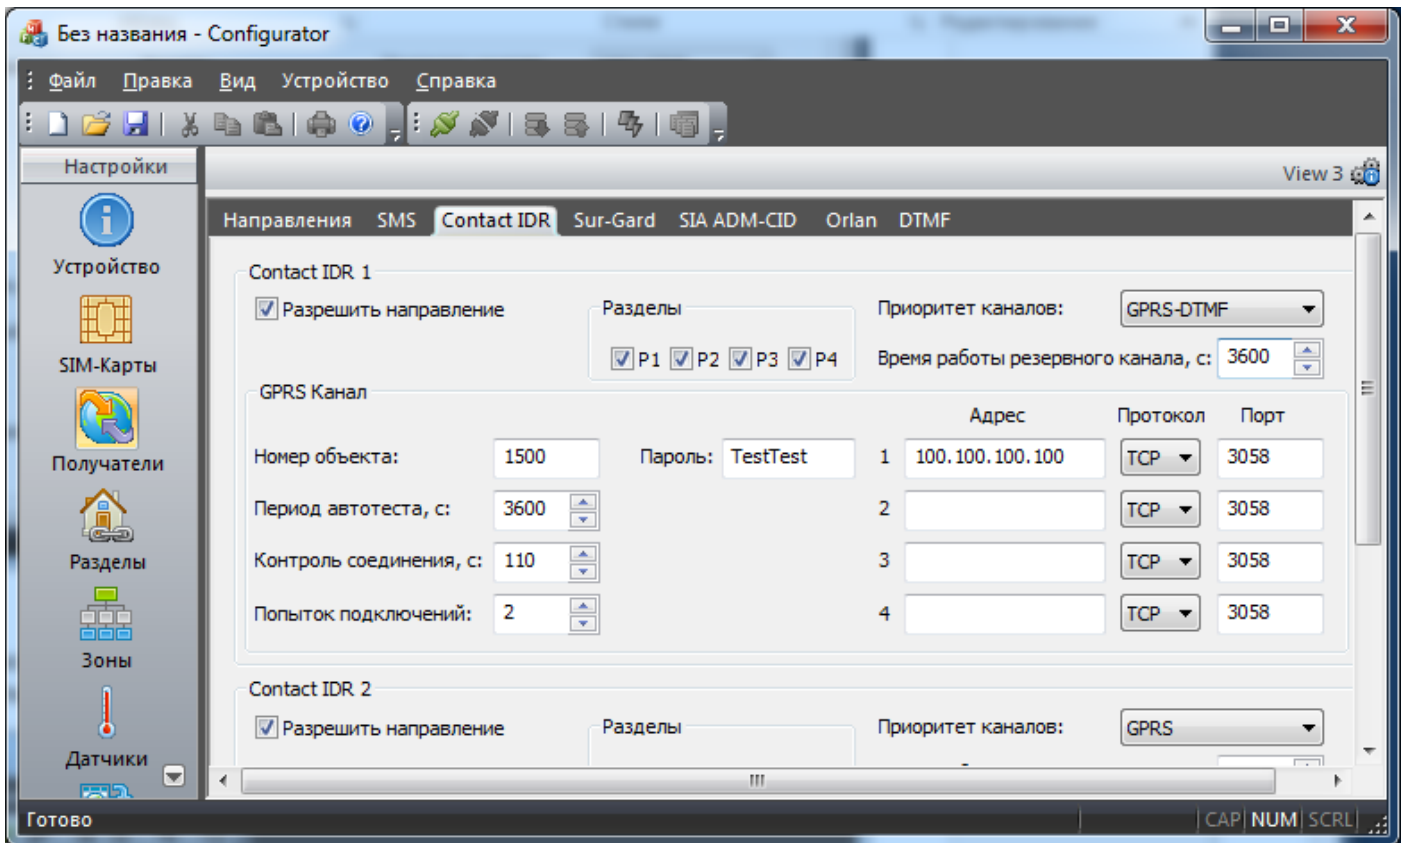 Без названия - Configurator
Файл Правка Вид Устройство Справка
Настройки
View 3
Устройство
SIM-Карты
Получатели
Разделы
Зоны
Датчики
Направления SMS Contact IDR Sur-Gard SIA ADM-CID Orlan DTMF
Contact IDR 1
Разрешить направление Разделы Приоритет каналов: GPRS-DTMF
P1 P2 P3 P4 Время работы резервного канала, с: 3600
GPRS Канал
Адрес Протокол Порт
Номер объекта: 1500 Пароль: TestTest 1 100.100.100.100 TCP 3058
Период автотеста, с: 3600 2 TCP 3058
Контроль соединения, с: 110 3 TCP 3058
Попыток подключений: 2 4 TCP 3058
Contact IDR 2
Разрешить направление Разделы Приоритет каналов: GPRS
Готово CAP NUM SCRL